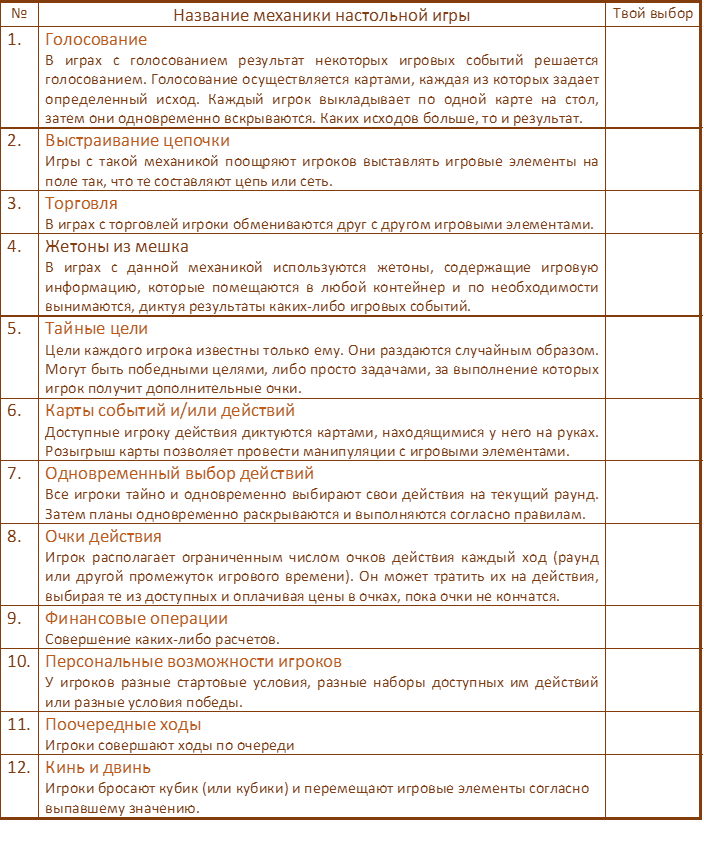 № Название механики настольной игры Твой выбор
1. Голосование
В играх с голосованием результат некоторых игровых событий решается
голосованием. Голосование осуществляется картами, каждая из которых задает
определенный исход. Каждый игрок выкладывает по одной карте на стол,
затем они одновременно вскрываются. Каких исходов больше, то и результат.
2. Выстраивание цепочки
Игры с такой механикой поощряют игроков выставлять игровые элементы на
поле так, что те составляют цепь или сеть.
3. Торговля
В играх с торговлей игроки обмениваются друг с другом игровыми элементами.
4. Жетоны из мешка
В играх с данной механикой используются жетоны, содержащие игровую
информацию, которые помещаются в любой контейнер и по необходимости
вынимаются, диктуя результаты каких-либо игровых событий.
5. Тайные цели
Цели каждого игрока известны только ему. Они раздаются случайным образом.
Могут быть победными целями, либо просто задачами, за выполнение которых
игрок получит дополнительные очки.
6. Карты событий и/или действий
Доступные игроку действия диктуются картами, находящимися у него на руках.
Розыгрыш карты позволяет провести манипуляции с игровыми элементами.
7. Одновременный выбор действий
Все игроки тайно и одновременно выбирают свои действия на текущий раунд.
Затем планы одновременно раскрываются и выполняются согласно правилам.
8. Очки действия
Игрок располагает ограниченным числом очков действия каждый ход (раунд
или другой промежуток игрового времени). Он может тратить их на действия,
выбирая те из доступных и оплачивая цены в очках, пока очки не кончатся.
9. Финансовые операции
Совершение каких-либо расчетов.
10. Персональные возможности игроков
У игроков разные стартовые условия, разные наборы доступных им действий
или разные условия победы.
11. Поочередные ходы
Игроки совершают ходы по очереди
12. Кинь и двинь
Игроки бросают кубик (или кубики) и перемещают игровые элементы согласно
выпавшему значению.